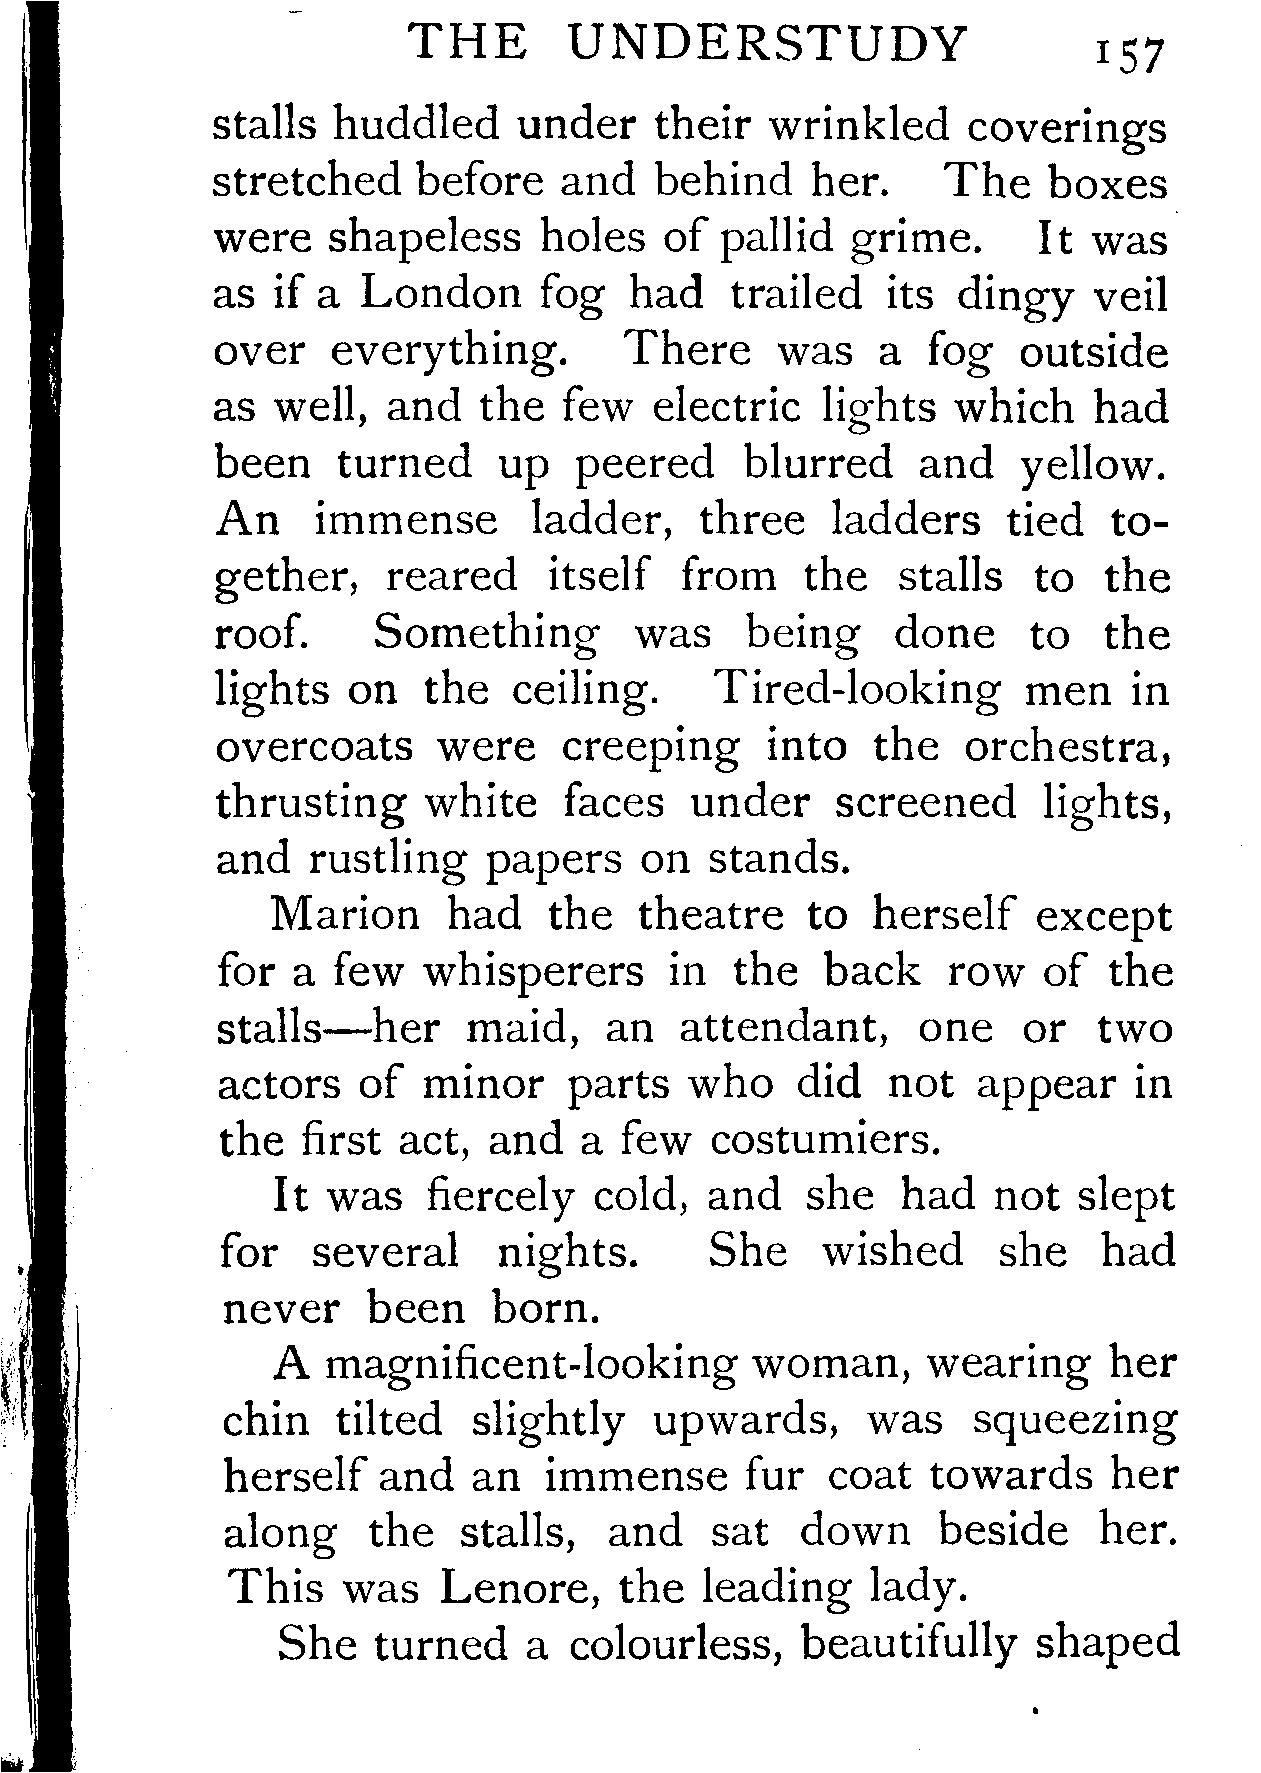 THE UNDERSTUDY 157
stalls huddled under their wrinkled coverings
stretched before and behind her. The boxes
were shapeless holes of pallid grime. It was
as if a London fog had trailed its dingy veil
over everything. There was a fog outside
as well, and the few electric lights which had
been turned up peered blurred and yellow.
An immense ladder, three ladders tied to-
gether, reared itself from the stalls to the
roof. Something was being done to the
lights on the ceiling. Tired-looking men in
overcoats were creeping into the orchestra,
thrusting white faces under screened lights,
and rustling papers on stands.
Marion had the theatre to herself except
for a few whisperers in the back row of the
stalls—her maid, an attendant, one or two
actors of minor parts who did not appear in
the first act, and a few costumiers.
It was fiercely cold, and she had not slept
for several nights. She wished she had
never been born.
A magnificent-looking woman, wearing her
chin tilted slightly upwards, was squeezing
herself and an immense fur coat towards her
along the stalls, and sat down beside her.
This was Lenore, the leading lady.
She turned a colourless, beautifully shaped